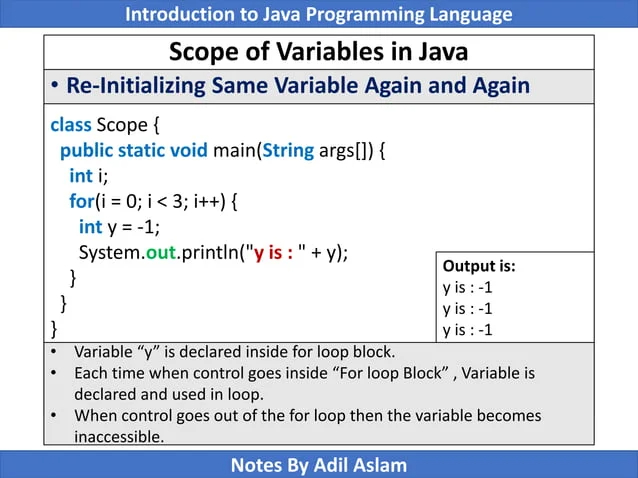 Introduction to Java Programming Language
Scope of Variables in Java
• Re-Initializing Same Variable Again and Again
class Scope {
public static void main(String args[]) {
int i;
for(i = 0; i < 3; i++) {
int y = -1;
System.out.println("y is : " + y);
}
}
}
Output is:
y is : -1
y is : -1
y is : -1
• Variable “y” is declared inside for loop block.
• Each time when control goes inside “For loop Block” , Variable is
declared and used in loop.
• When control goes out of the for loop then the variable becomes
inaccessible.
Notes By Adil Aslam